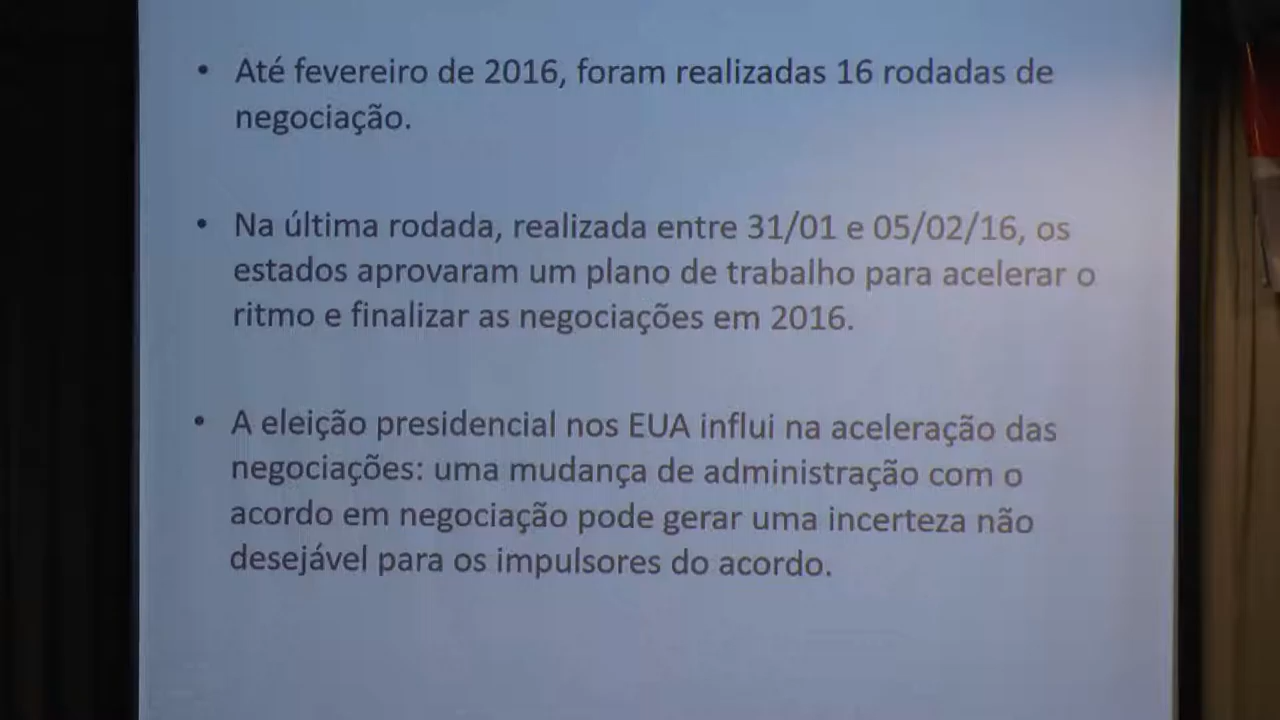 • Até fevereiro de 2016, foram realizadas 16 rodadas de
negociação.
• Na última rodada, realizada entre 31/01 e 05/02/16, os
estados aprovaram um plano de trabalho para acelerar o
ritmo e finalizar as negociações em 2016.
• A eleição presidencial nos EUA influi na aceleração das
negociações: uma mudança de administração com o
acordo em negociação pode gerar uma incerteza não
desejável para os impulsores do acordo.